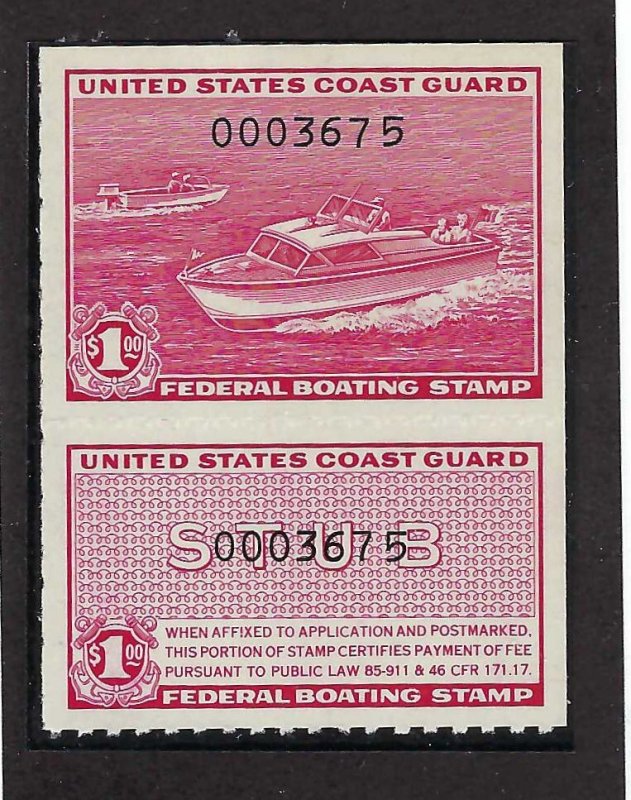 UNITED STATES COAST GUARD
0003675
$1.00
FEDERAL BOATING STAMP
UNITED STATES COAST GUARD
STUB
0003675
WHEN AFFIXED TO APPLICATION AND POSTMARKED,
THIS PORTION OF STAMP CERTIFIES PAYMENT OF FEE
PURSUANT TO PUBLIC LAW 85-911 & 46 CFR 171.17.
$1.00
FEDERAL BOATING STAMP